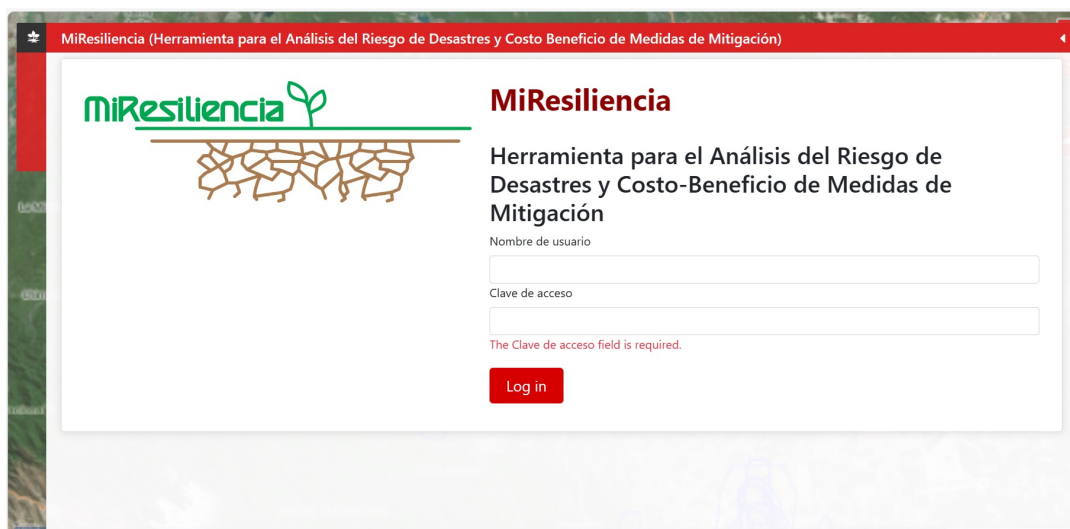 MiResiliencia (Herramienta para el Análisis del Riesgo de Desastres y Costo Beneficio de Medidas de Mitigación)
MiResiliencia
MiResiliencia
Herramienta para el Análisis del Riesgo de
Desastres y Costo-Beneficio de Medidas de
Mitigación
Nombre de usuario
Clave de acceso
The Clave de acceso field is required.
Log in